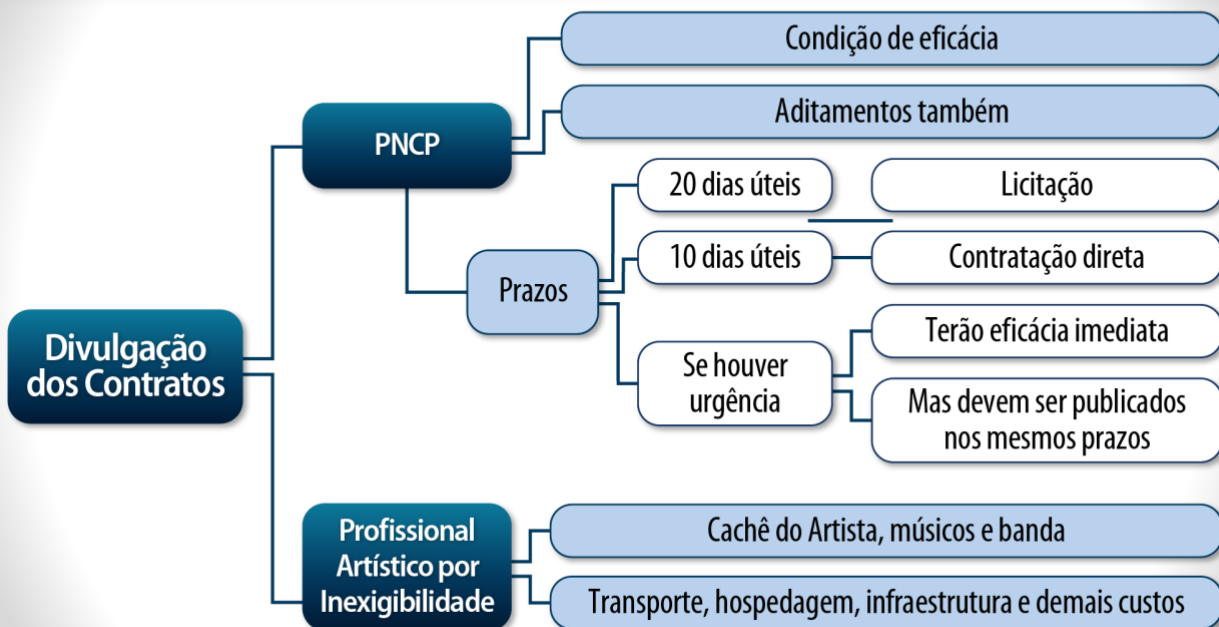 Divulgação
dos Contratos
PNCP
Condição de eficácia
Aditamentos também
Prazos
20 dias úteis
Licitação
10 dias úteis
Contratação direta
Se houver
urgência
Terão eficácia imediata
Mas devem ser publicados
nos mesmos prazos
Profissional
Artístico por
Inexigibilidade
Cachê do Artista, músicos e banda
Transporte, hospedagem, infraestrutura e demais custos